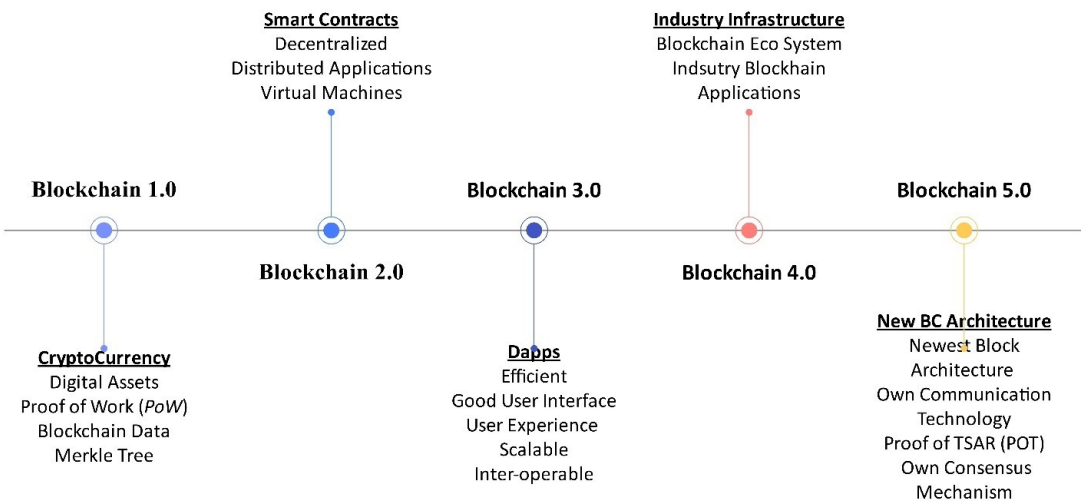 Smart Contracts
Decentralized
Distributed Applications
Virtual Machines
Industry Infrastructure
Blockchain Eco System
Indsutry Blockhain
Applications
Blockchain 1.0
Blockchain 3.0
Blockchain 5.0
Blockchain 2.0
Blockchain 4.0
CryptoCurrency
Digital Assets
Proof of Work (PoW)
Blockchain Data
Merkle Tree
Dapps
Efficient
Good User Interface
User Experience
Scalable
Inter-operable
New BC Architecture
Newest Block
Architecture
Own Communication
Technology
Proof of TSAR (POT)
Own Consensus
Mechanism